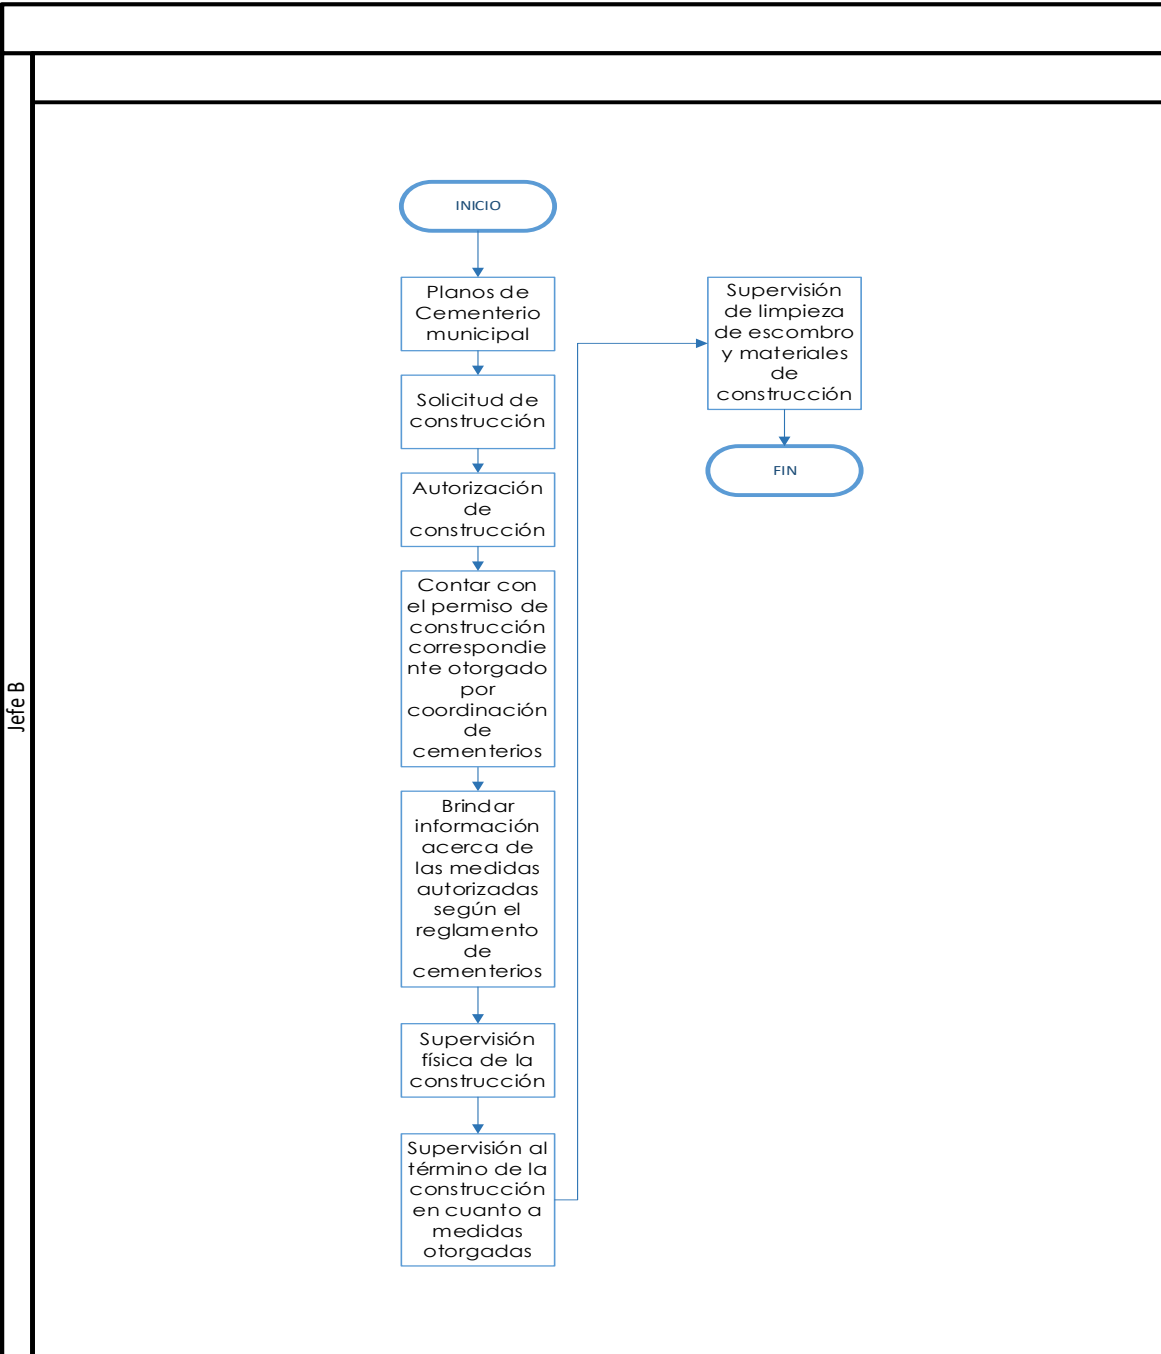 INICIO
Planos de
Cementerio
municipal
Solicitud de
construcción
Autorización
de
construcción
Contar con
el permiso de
construcción
correspondie
nte otorgado
por
coordinación
de
cementerios
Brindar
información
acerca de
las medidas
autorizadas
según el
reglamento
de
cementerios
Supervisión
física de la
construcción
Supervisión al
término de la
construcción
en cuanto a
medidas
otorgadas
Supervisión
de limpieza
de escombro
y materiales
de
construcción
FIN
Jefe B